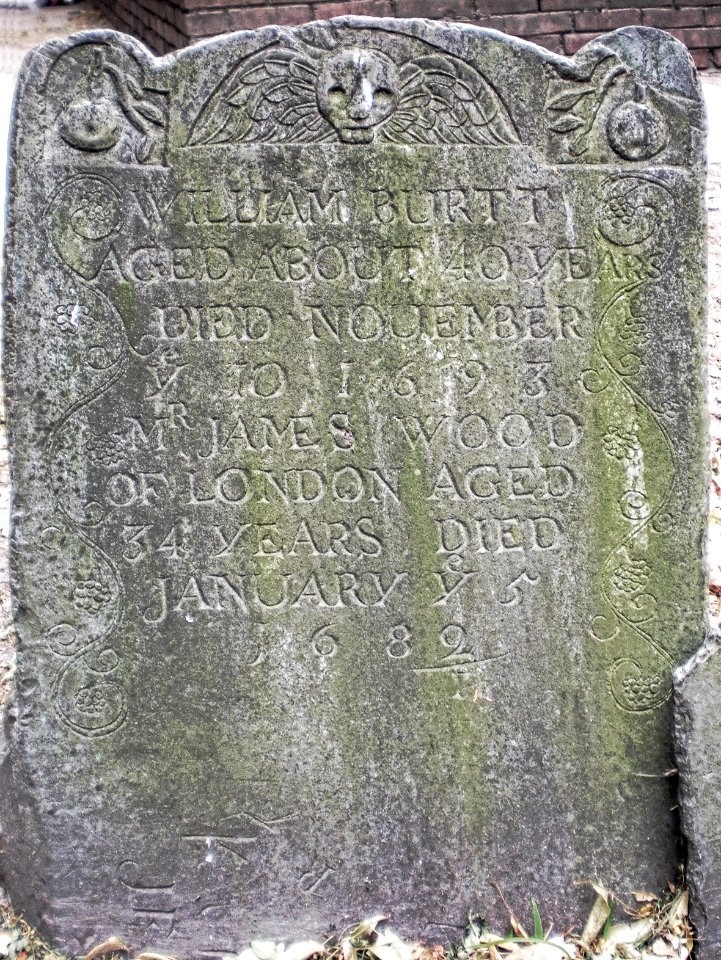 WILLIAM BURTT
AGED ABOUT 40 YEARS
DIED NOUEMBER
Yᵉ 10 1693
Mᴿ JAMES WOOD
OF LONDON AGED
34 YEARS DIED
JANUARY Yᵉ 5